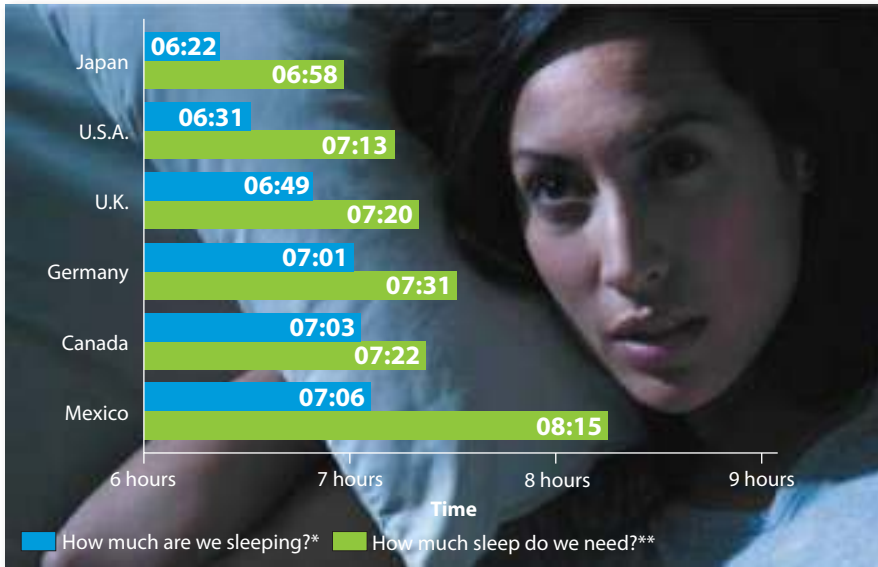 Japan
06:22
06:58
U.S.A.
06:31
07:13
U.K.
06:49
07:20
Germany
07:01
07:31
Canada
07:03
07:22
Mexico
07:06
08:15
6 hours 7 hours 8 hours 9 hours
Time
How much are we sleeping?* How much sleep do we need?**